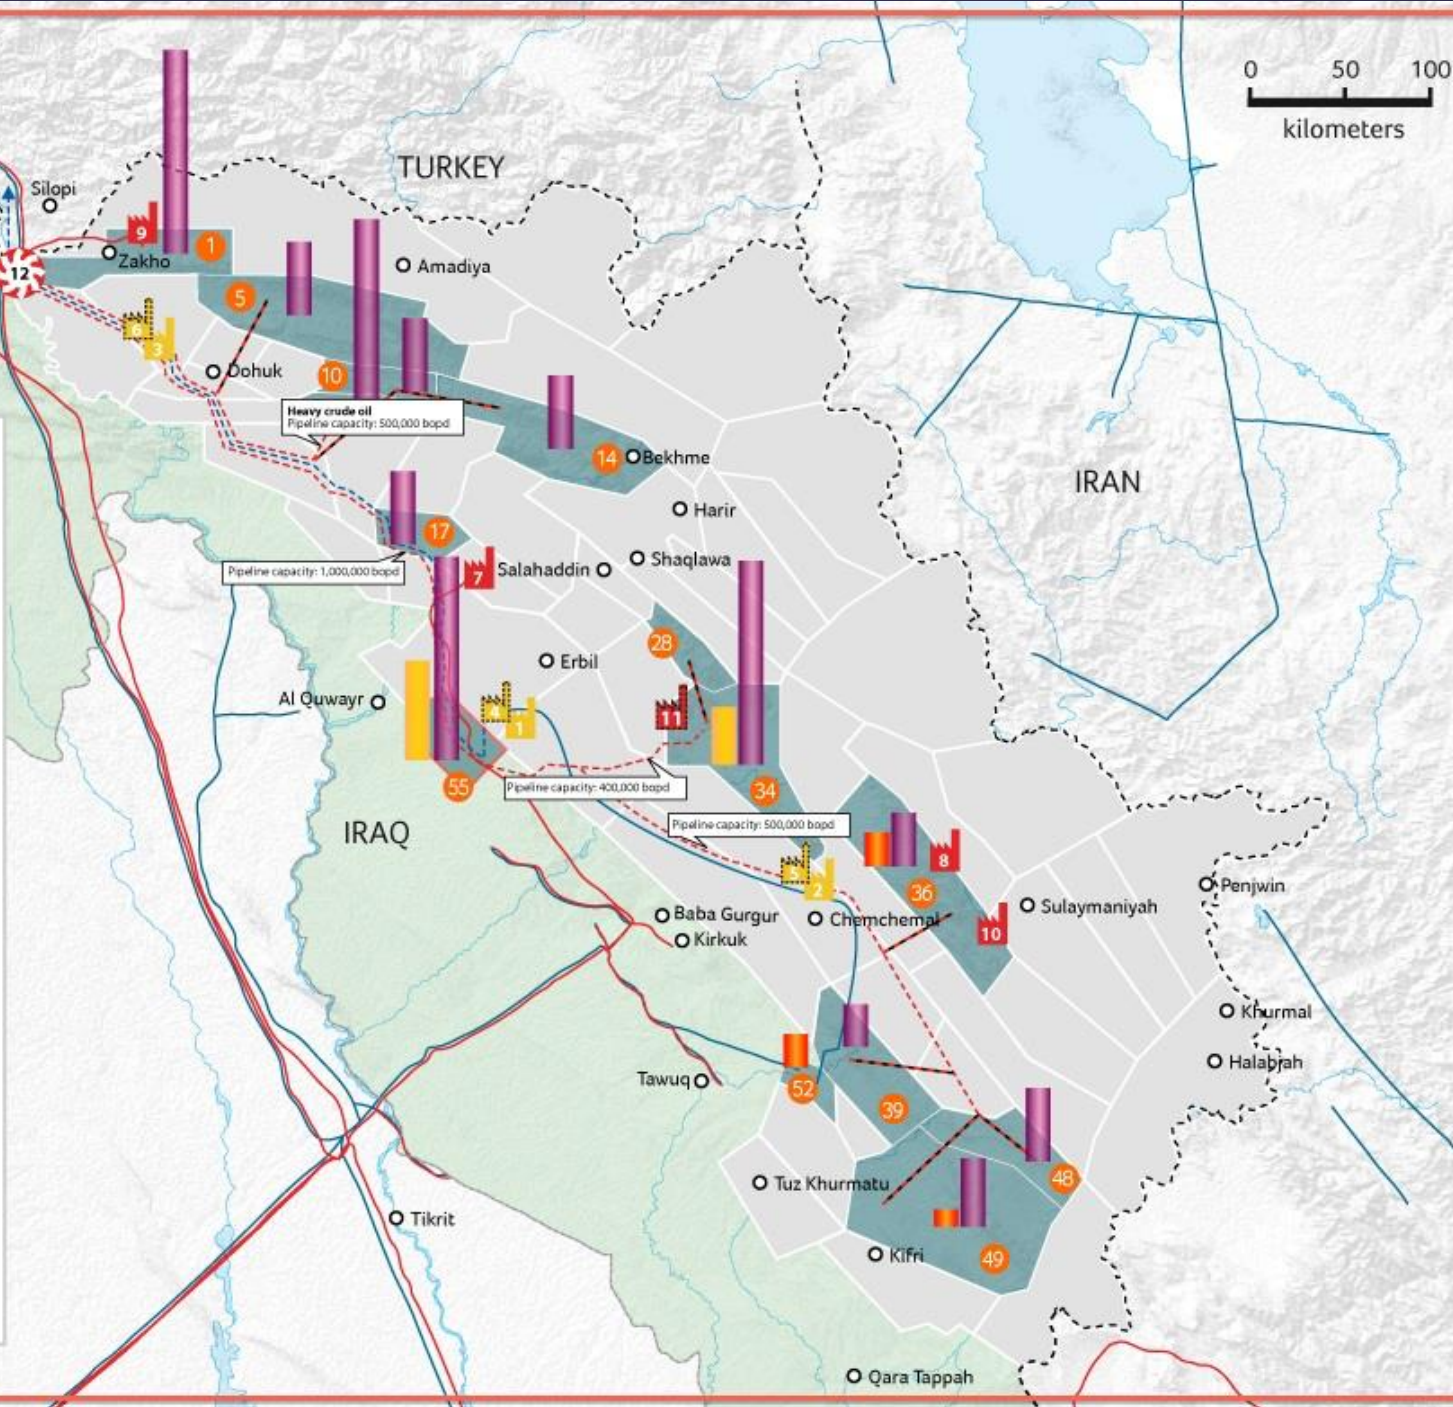 0 50 100
kilometers
TURKEY
Silopi
9
1
Zakho
12
Amadiya
5
6
3
Dohuk
10
Heavy crude oil
Pipeline capacity: 500,000 bopd
14
Bekhme
IRAN
Harir
17
Pipeline capacity: 1,000,000 bopd
7
Salahaddin
Shaqlawa
28
Erbil
Al Quwayr
4
1
11
55
Pipeline capacity: 400,000 bopd
34
IRAQ
Pipeline capacity: 500,000 bopd
8
5
2
36
Penjwin
Baba Gurgur
Chemchemal
Sulaymaniyah
Kirkuk
10
Khurmal
Halabjah
Tawuq
52
39
Tuz Khurmatu
48
Tikrit
Kifri
49
Qara Tappah